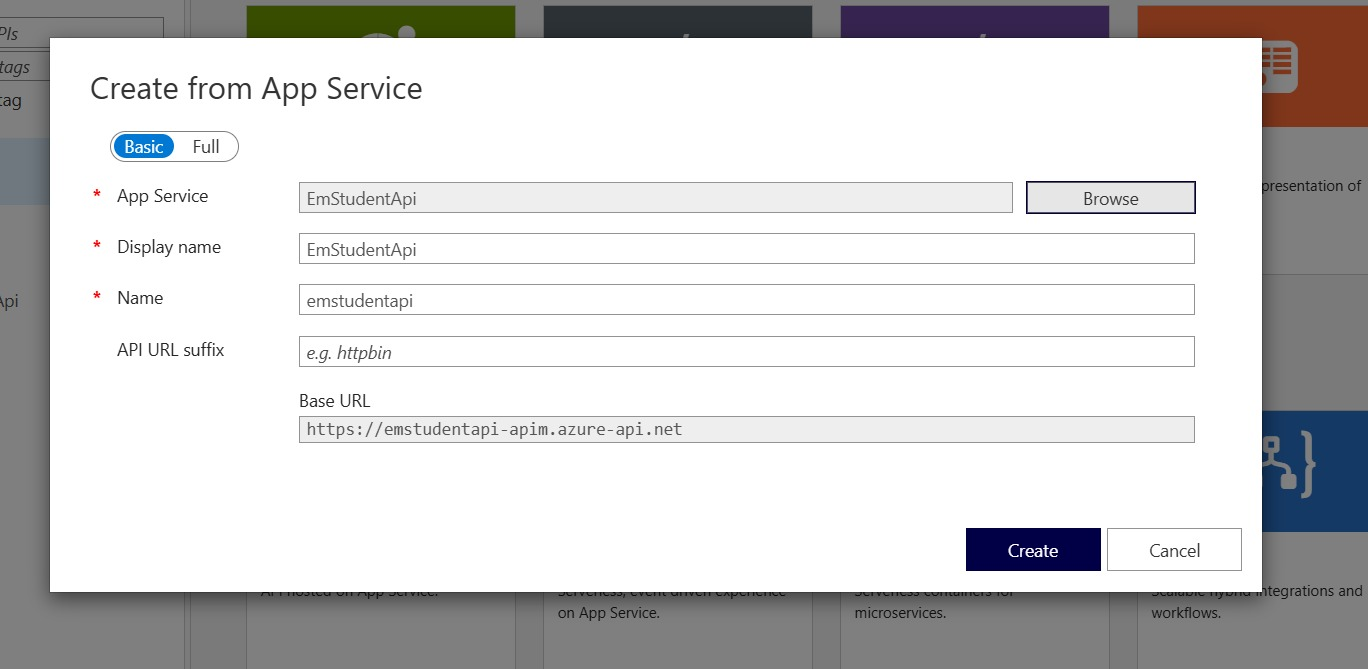 PIs
tags
tag
Create from App Service
Basic Full
* App Service EmStudentApi Browse
* Display name EmStudentApi
* Name emstudentapi
API URL suffix e.g. httpbin
Base URL
https://emstudentapi-apim.azure-api.net
Create Cancel
presentation of
Api
API hosted on App Service.
Serverless, event driven experience
on App Service.
Serverless containers for
microservices.
Scalable hybrid integrations and
workflows.